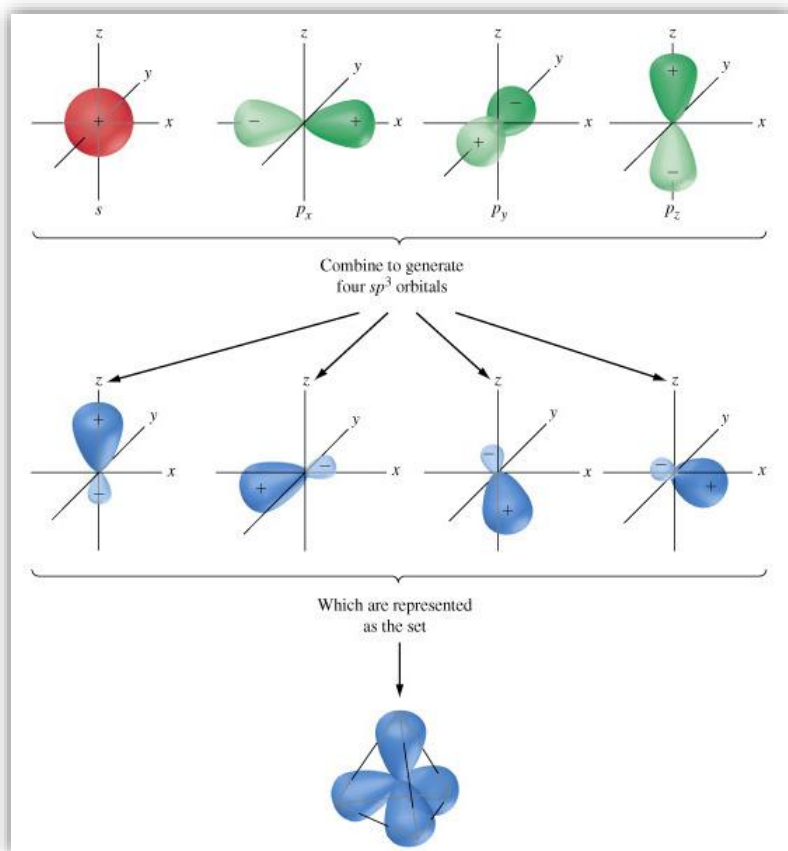 z z z z
y y y
+ x - + x - + x + - x
s p_x p_y p_z
Combine to generate
four sp³ orbitals
z z z z
y y y y
+ - x + - x - + x - + x
Which are represented
as the set